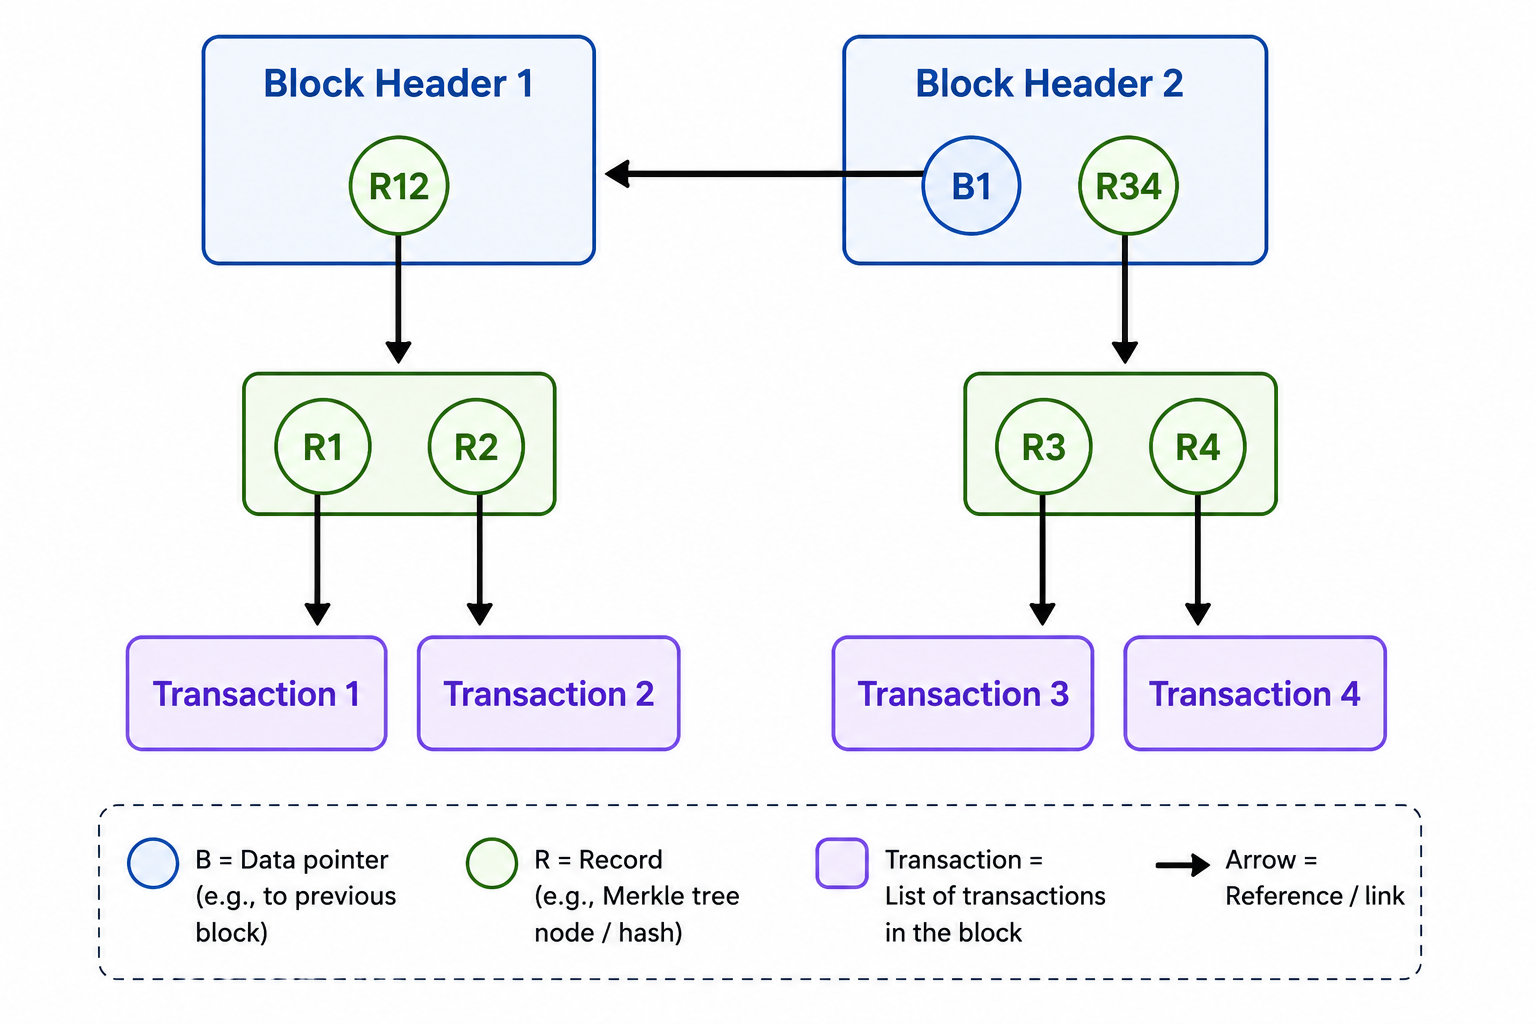 Block Header 1
Block Header 2
R12
B1
R34
R1
R2
R3
R4
Transaction 1
Transaction 2
Transaction 3
Transaction 4
B = Data pointer
(e.g., to previous
block)
R = Record
(e.g., Merkle tree
node / hash)
Transaction =
List of transactions
in the block
Arrow =
Reference / link